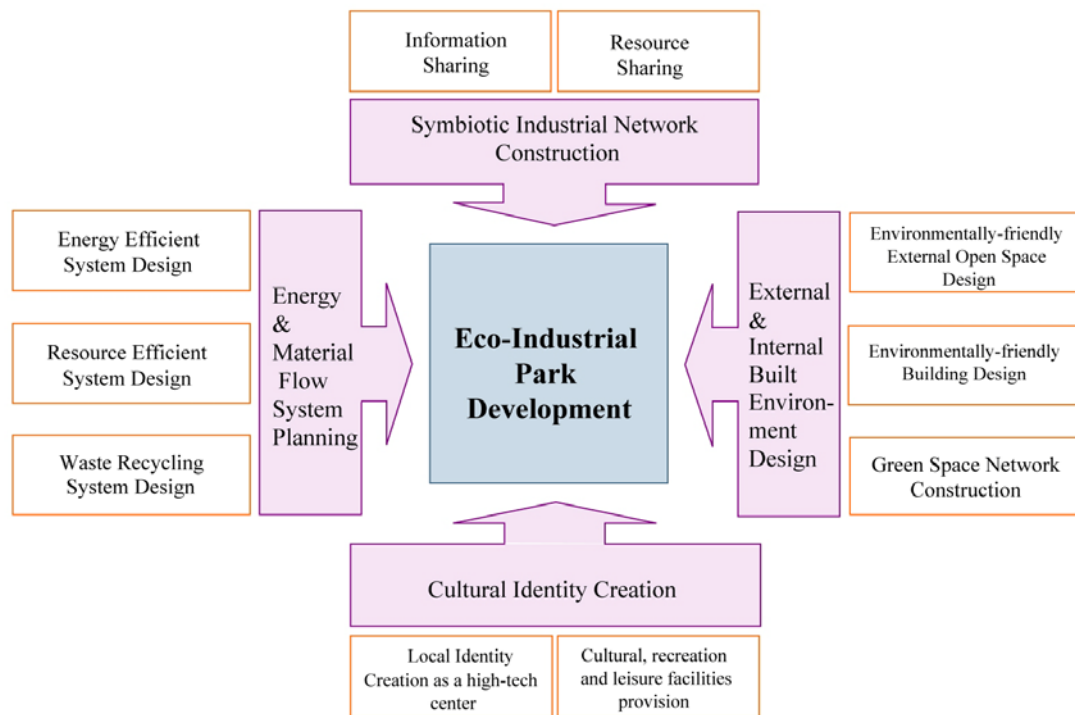 Information
Sharing
Resource
Sharing
Symbiotic Industrial Network
Construction
Energy Efficient
System Design
Resource Efficient
System Design
Waste Recycling
System Design
Energy
&
Material
Flow
System
Planning
Eco-Industrial
Park
Development
External
&
Internal
Built
Environ-
ment
Design
Environmentally-friendly
External Open Space
Design
Environmentally-friendly
Building Design
Green Space Network
Construction
Cultural Identity Creation
Local Identity
Creation as a high-tech
center
Cultural, recreation
and leisure facilities
provision